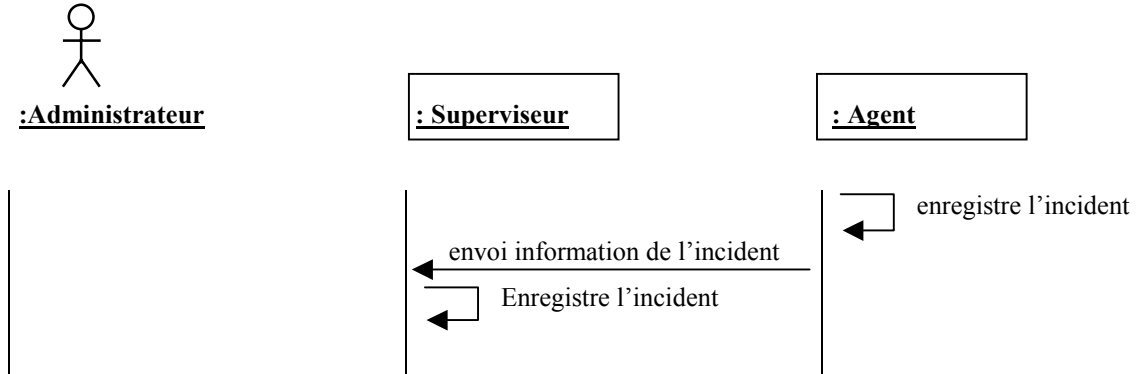 :Administrateur
: Superviseur
: Agent
enregistre l’incident
envoi information de l’incident
Enregistre l’incident